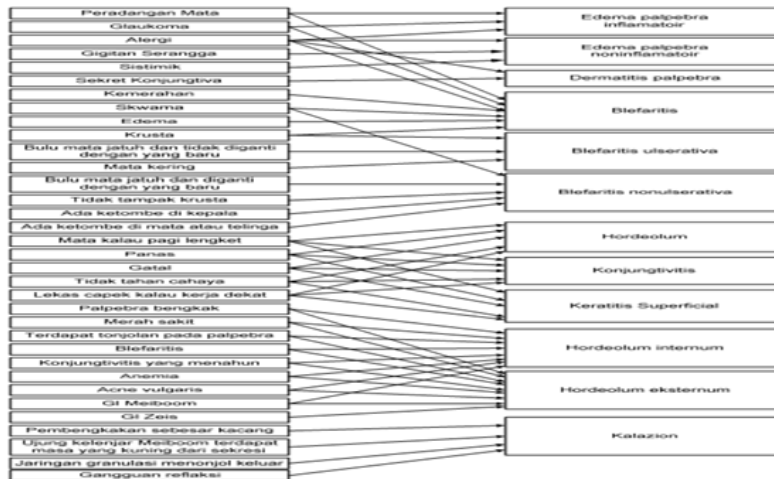 Peradangan Mata
Glaukoma
Alergi
Gigitan Serangga
Sistimik
Sekret Konjungtiva
Kemerahan
Skwama
Edema
Krusta
Bulu mata jatuh dan tidak diganti
dengan yang baru
Mata kering
Bulu mata jatuh dan diganti
dengan yang baru
Tidak tampak krusta
Ada ketombe di kepala
Ada ketombe di mata atau telinga
Mata kalau pagi lengket
Panas
Gatal
Tidak tahan cahaya
Lekas capek kalau kerja dekat
Palpebra bengkak
Merah sakit
Terdapat tonjolan pada palpebra
Blefaritis
Konjungtivitis yang menahun
Anemia
Acne vulgaris
Gl Meiboom
Gl Zeis
Pembengkakan sebesar kacang
Ujung kelenjar Meiboom terdapat
masa yang kuning dari sekresi
Jaringan granulasi menonjol keluar
Gangguan reflaksi
Edema palpebra
inflamatoir
Edema palpebra
noninflamatoir
Dermatitis palpebra
Blefaritis
Blefaritis ulserativa
Blefaritis nonulserativa
Hordeolum
Konjungtivitis
Keratitis Superficial
Hordeolum internum
Hordeolum eksternum
Kalazion